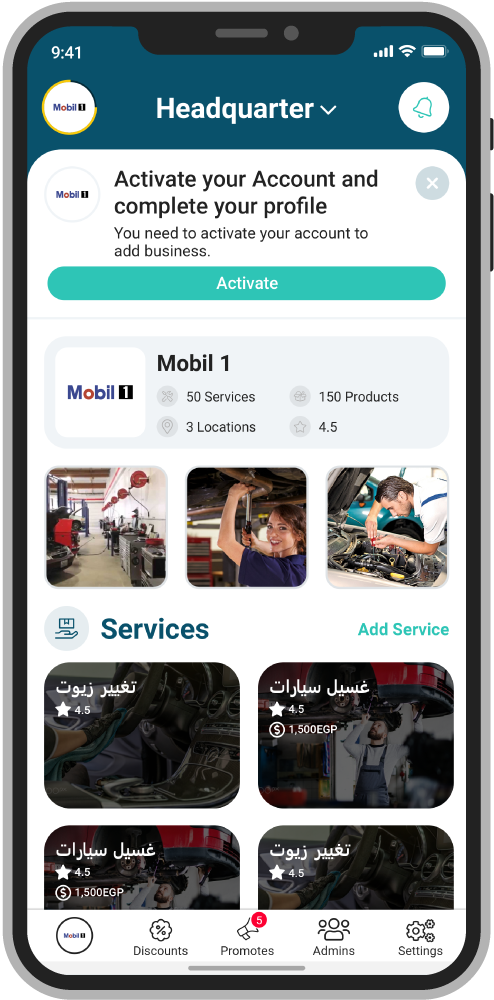 9:41
Mobil 1
Headquarter
Mobil 1
Activate your Account and
complete your profile
You need to activate your account to
add business.
Activate
Mobil 1
Mobil 1
50 Services
150 Products
3 Locations
4.5
Services
Add Service
تغيير زيوت
4.5
غسيل سيارات
4.5
1,500EGP
غسيل سيارات
4.5
1,500EGP
تغيير زيوت
4.5
Mobil 1
Discounts
5
Promotes
Admins
Settings